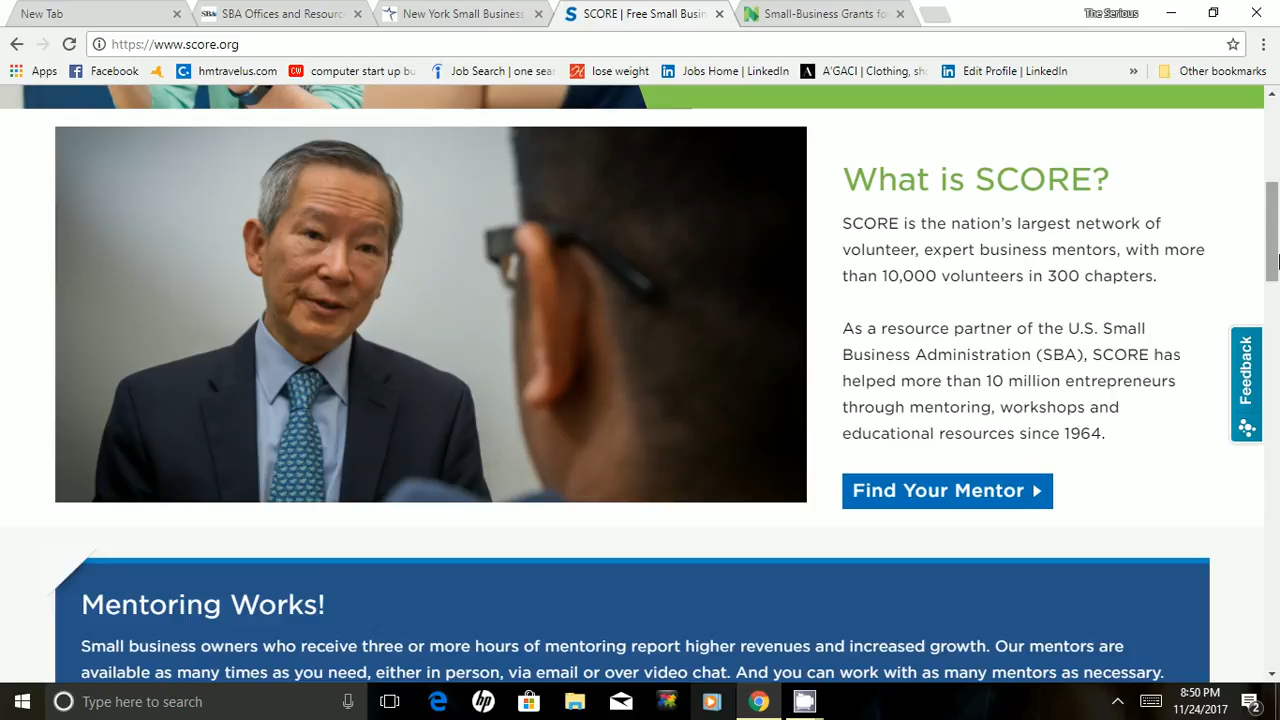 New Tab
SBA Offices and Resourc
New York Small Business
SCORE | Free Small Busin
Small-Business Grants fo
The Serious
https://www.score.org
Apps
Facebook
hmtravelus.com
computer start up bu
Job Search | one sea
lose weight
Jobs Home | LinkedIn
A'GACI | Clothing, sh
Edit Profile | LinkedIn
»
Other bookmarks
What is SCORE?
SCORE is the nation's largest network of
volunteer, expert business mentors, with more
than 10,000 volunteers in 300 chapters.
As a resource partner of the U.S. Small
Business Administration (SBA), SCORE has
helped more than 10 million entrepreneurs
through mentoring, workshops and
educational resources since 1964.
Find Your Mentor
Feedback
Mentoring Works!
Small business owners who receive three or more hours of mentoring report higher revenues and increased growth. Our mentors are
available as many times as you need, either in person, via email or over video chat. And you can work with as many mentors as necessary.
Type here to search
8:50 PM
11/24/2017